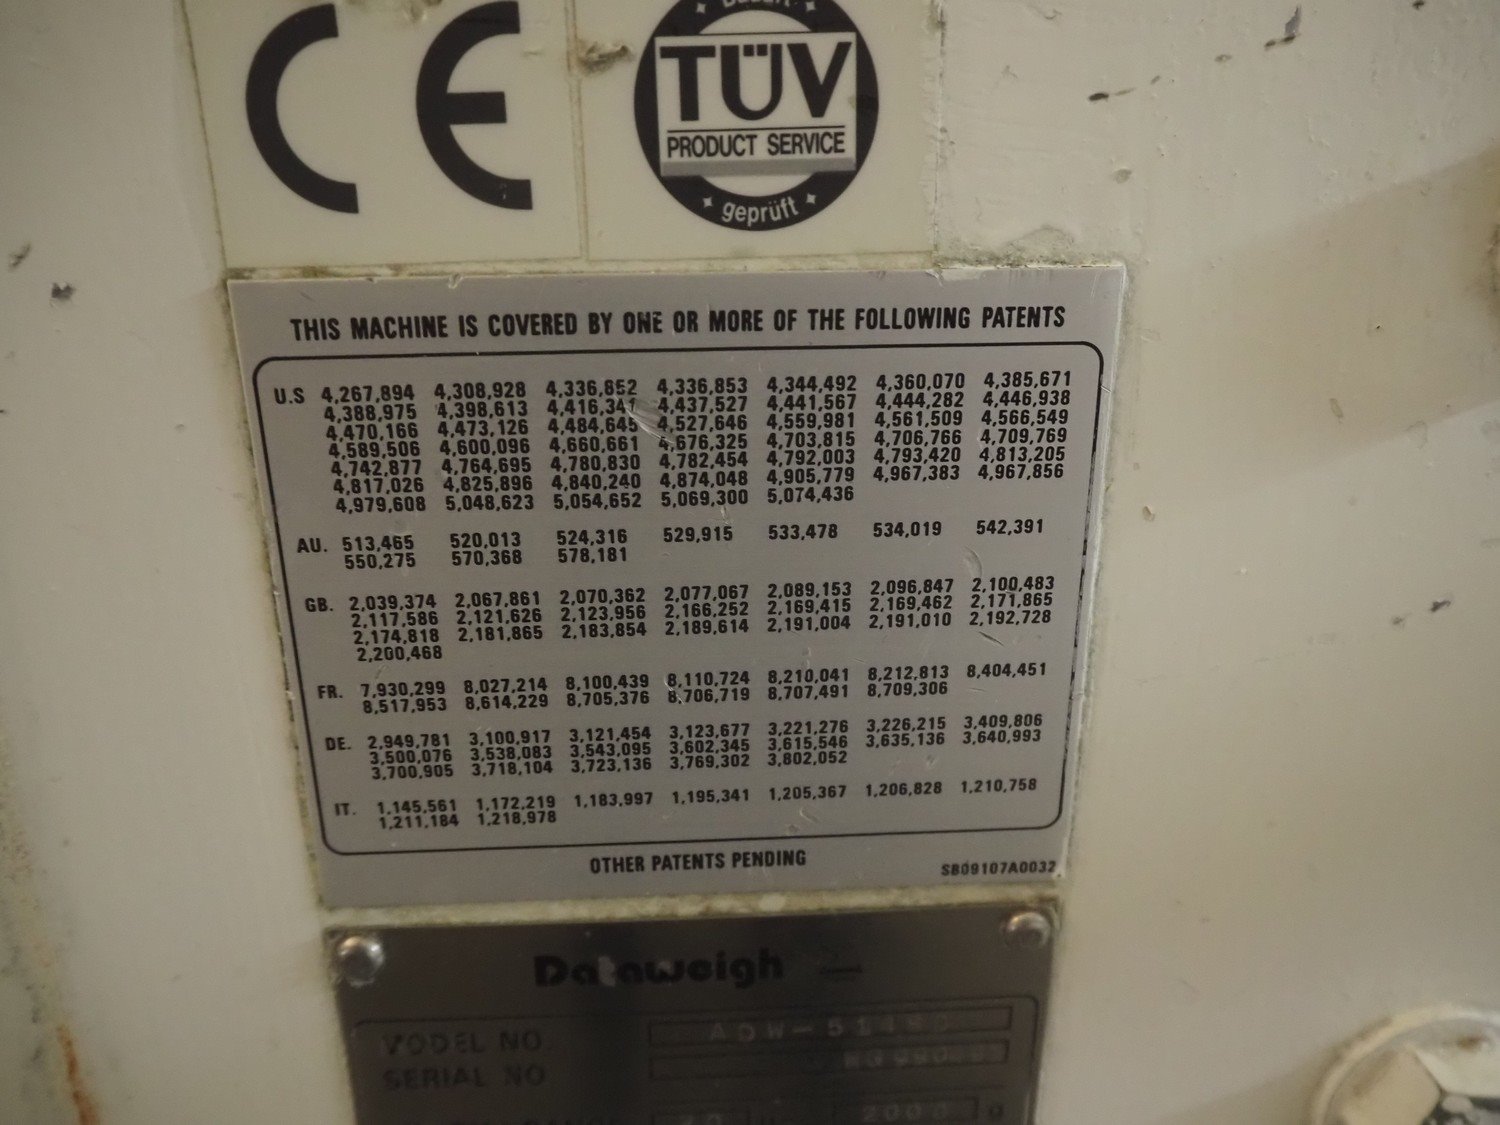 CE
TÜV
PRODUCT SERVICE
geprüft
THIS MACHINE IS COVERED BY ONE OR MORE OF THE FOLLOWING PATENTS
U.S 4,267,894 4,308,928 4,336,852 4,336,853 4,344,492 4,360,070 4,385,671
4,388,975 4,398,613 4,416,341 4,437,527 4,441,567 4,444,282 4,446,938
4,470,166 4,473,126 4,484,645 4,527,646 4,559,981 4,561,509 4,566,549
4,589,506 4,600,096 4,660,661 4,676,325 4,703,815 4,706,766 4,709,769
4,742,877 4,764,695 4,780,830 4,782,454 4,792,003 4,793,420 4,813,205
4,817,026 4,825,896 4,840,240 4,874,048 4,905,779 4,967,383 4,967,856
4,979,608 5,048,623 5,054,652 5,069,300 5,074,436
AU. 513,465 520,013 524,316 529,915 533,478 534,019 542,391
550,275 570,368 578,181
GB. 2,039,374 2,067,861 2,070,362 2,077,067 2,089,153 2,096,847 2,100,483
2,117,586 2,121,626 2,123,956 2,166,252 2,169,415 2,169,462 2,171,865
2,174,818 2,181,865 2,183,854 2,189,614 2,191,004 2,191,010 2,192,728
2,200,468
FR. 7,930,299 8,027,214 8,100,439 8,110,724 8,210,041 8,212,813 8,404,451
8,517,953 8,614,229 8,705,376 8,706,719 8,707,491 8,709,306
DE. 2,949,781 3,100,917 3,121,454 3,123,677 3,221,276 3,226,215 3,409,806
3,500,076 3,538,083 3,543,095 3,602,345 3,615,546 3,635,136 3,640,993
3,700,905 3,718,104 3,723,136 3,769,302 3,802,052
IT. 1,145,561 1,172,219 1,183,997 1,195,341 1,205,367 1,206,828 1,210,758
1,211,184 1,218,978
OTHER PATENTS PENDING
SB09107A0032
Dataweigh
MODEL NO
SERIAL NO